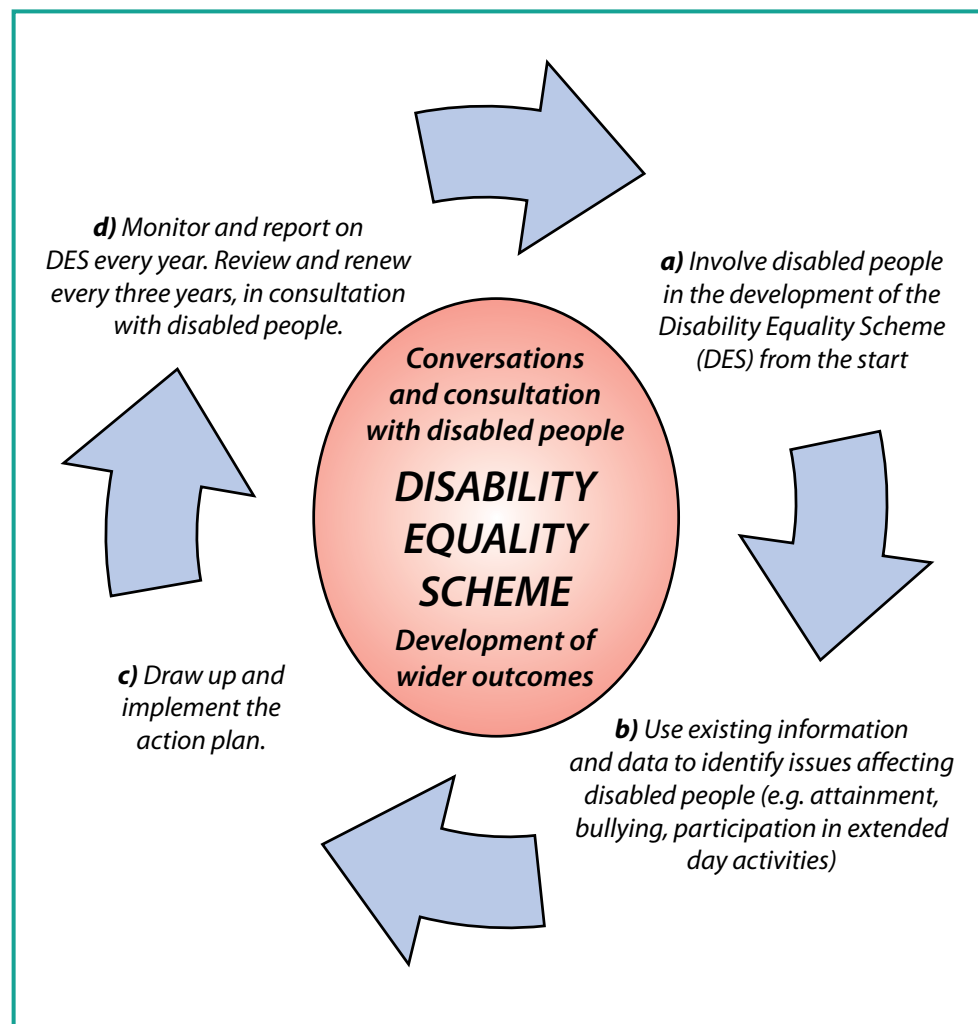 d) Monitor and report on
DES every year. Review and renew
every three years, in consultation
with disabled people.
a) Involve disabled people
in the development of the
Disability Equality Scheme
(DES) from the start
Conversations
and consultation
with disabled people
DISABILITY
EQUALITY
SCHEME
Development of
wider outcomes
c) Draw up and
implement the
action plan.
b) Use existing information
and data to identify issues affecting
disabled people (e.g. attainment,
bullying, participation in extended
day activities)